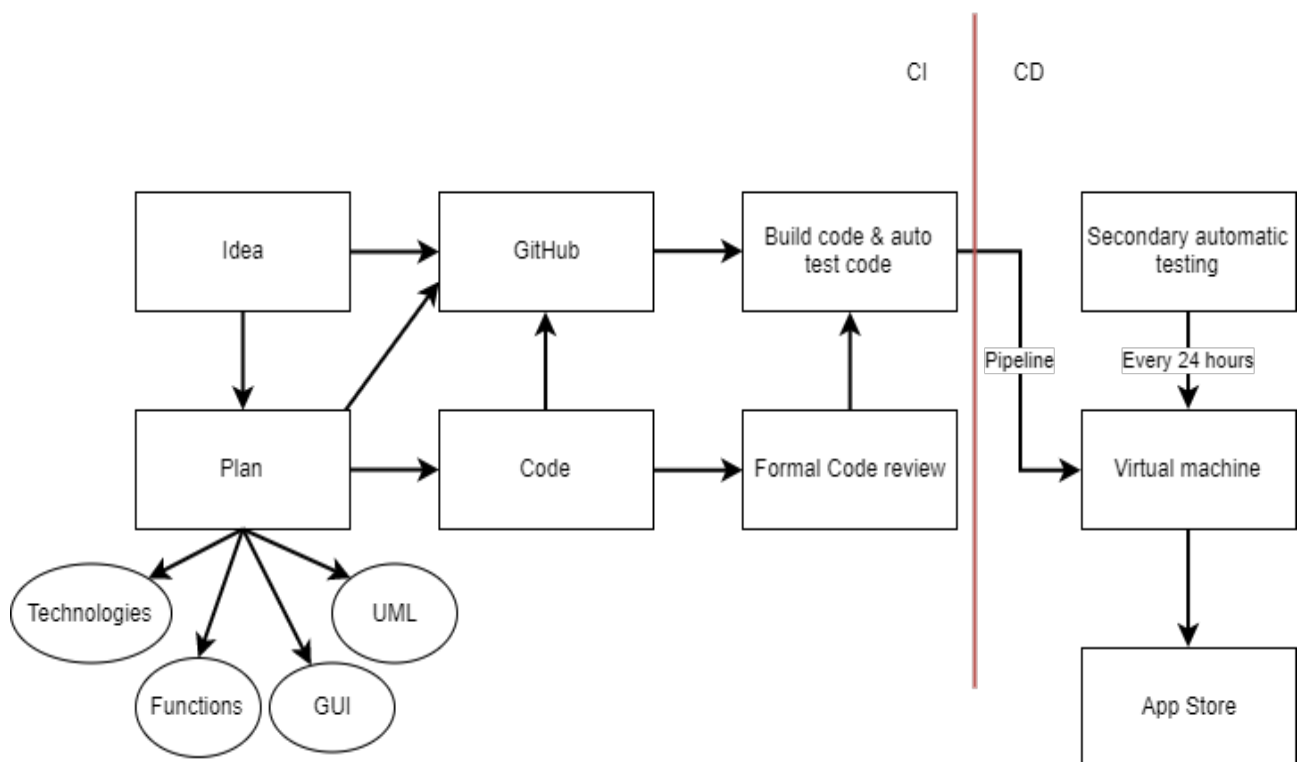 CI
CD
Idea
GitHub
Build code & auto
test code
Secondary automatic
testing
Pipeline
Every 24 hours
Plan
Code
Formal Code review
Virtual machine
Technologies
UML
Functions
GUI
App Store